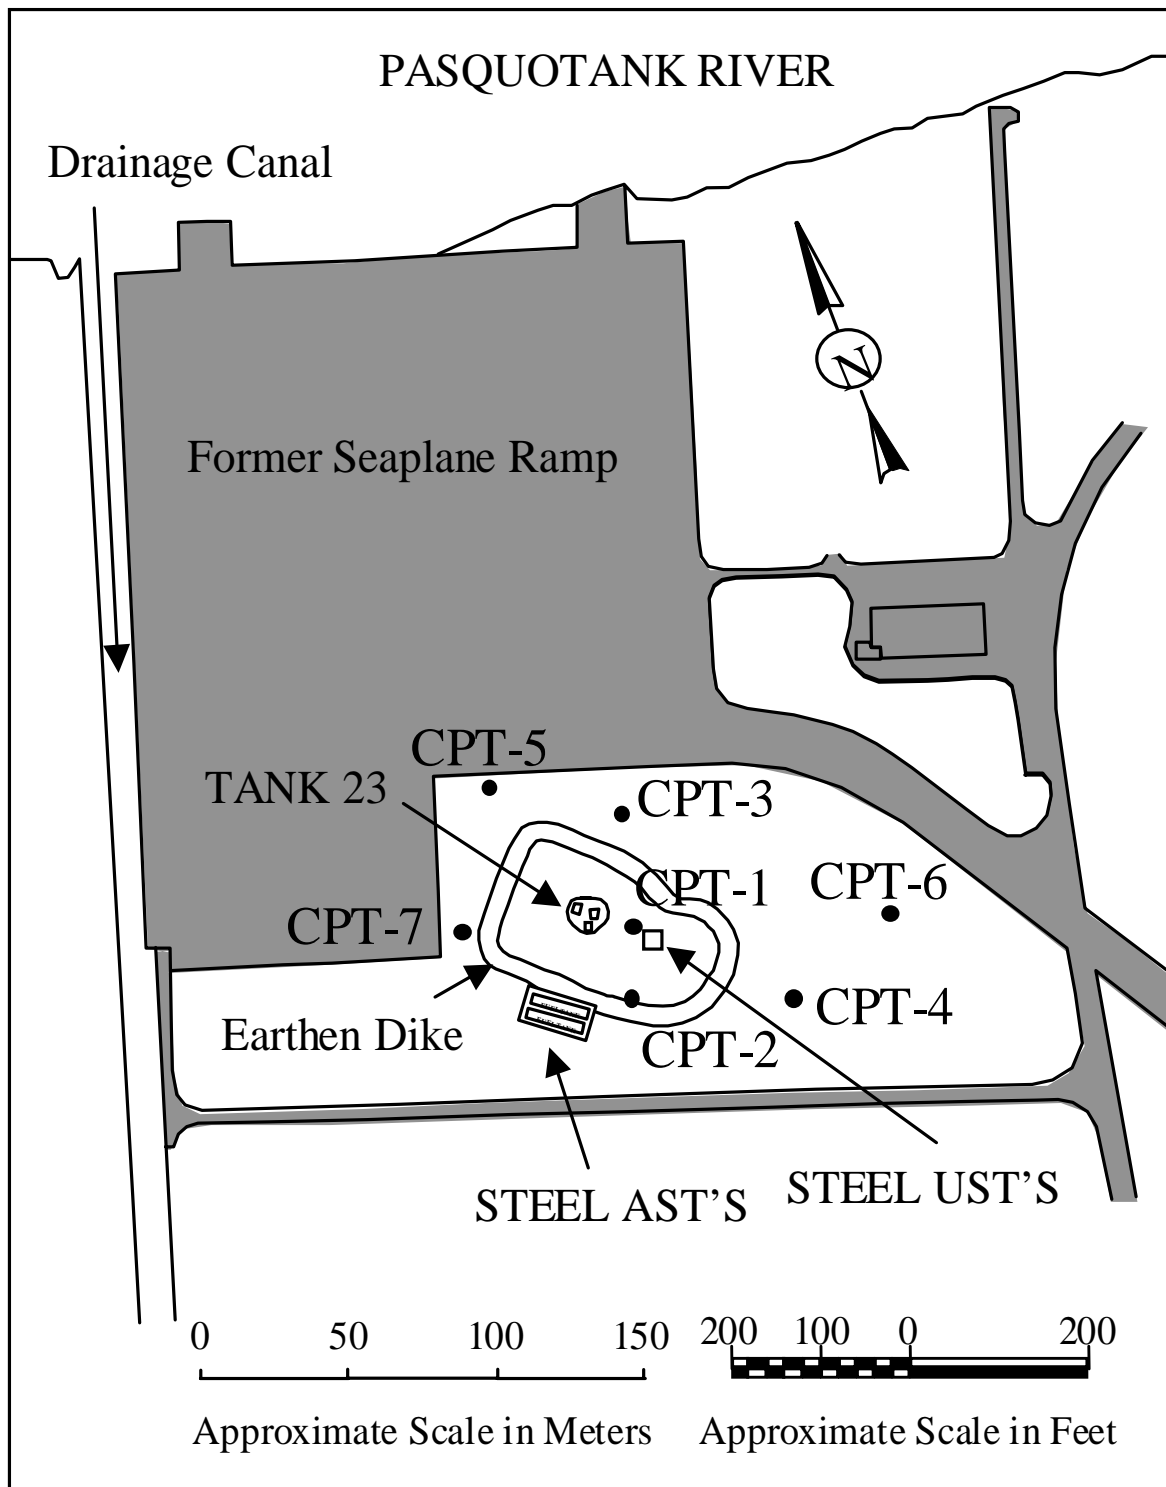 PASQUOTANK RIVER
Drainage Canal
N
Former Seaplane Ramp
CPT-5
TANK 23
CPT-3
CPT-1
CPT-6
CPT-7
CPT-4
Earthen Dike
CPT-2
STEEL AST'S
STEEL UST'S
0 50 100 150
200 100 0 200
Approximate Scale in Meters
Approximate Scale in Feet